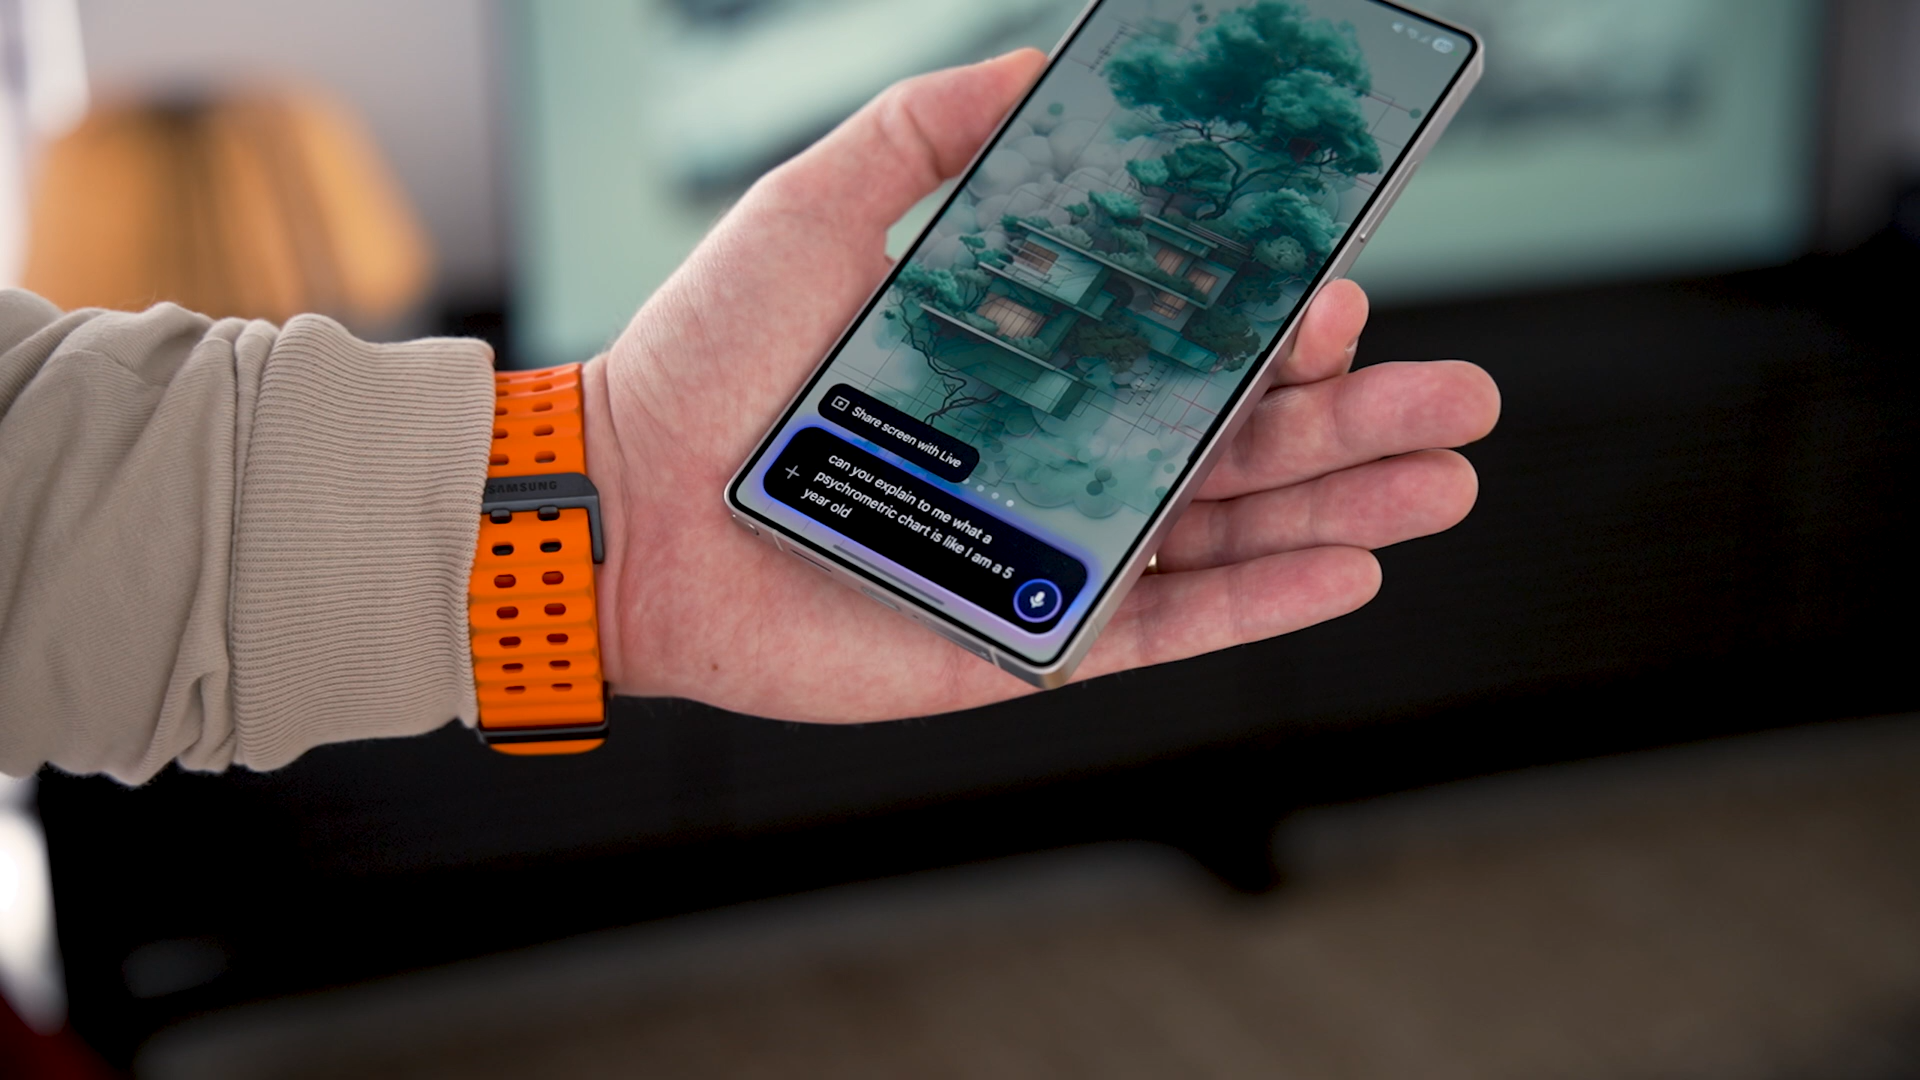 Share screen with Live
can you explain to me what a
psychrometric chart is like I am a 5
year old
SAMSUNG